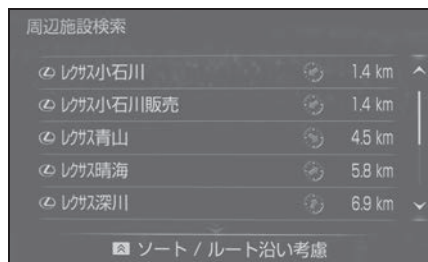 周辺施設検索
レクサス小石川 1.4 km
レクサス小石川販売 1.4 km
レクサス青山 4.5 km
レクサス晴海 5.8 km
レクサス深川 6.9 km
ソート / ルート沿い考慮